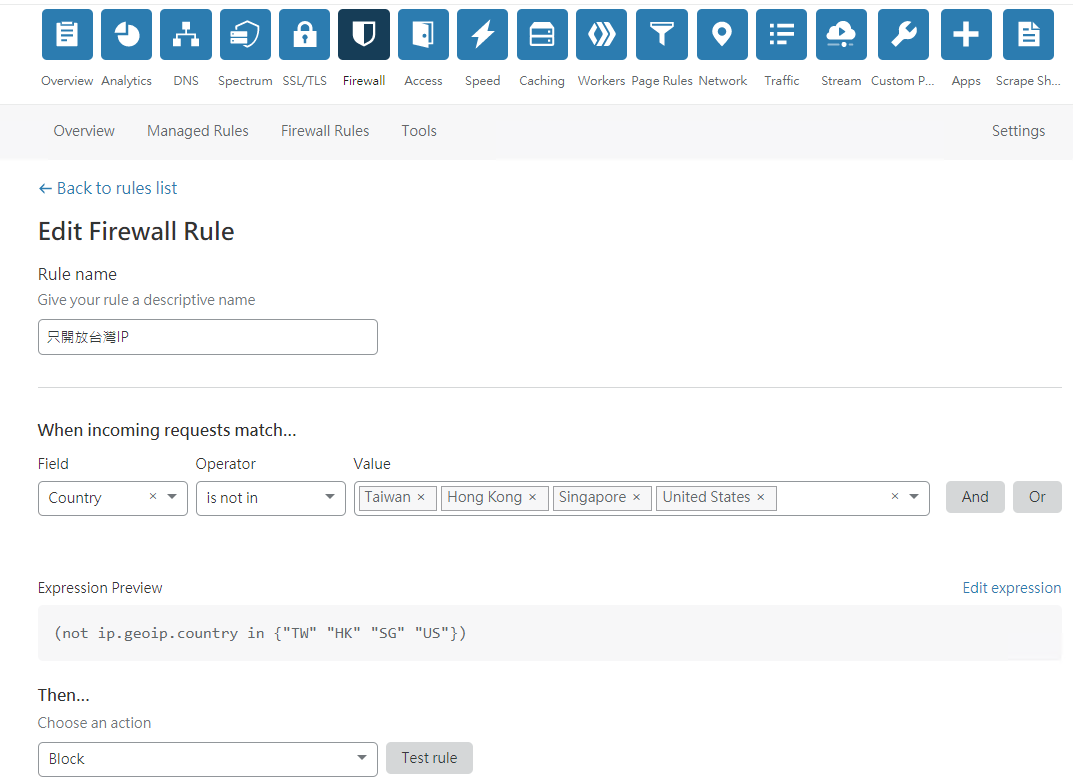 Overview Analytics DNS Spectrum SSL/TLS Firewall Access Speed Caching Workers Page Rules Network Traffic Stream Custom P... Apps Scrape Sh...
Overview Managed Rules Firewall Rules Tools Settings
← Back to rules list
Edit Firewall Rule
Rule name
Give your rule a descriptive name
只開放台灣IP
When incoming requests match...
Field Operator Value
Country × is not in Taiwan × Hong Kong × Singapore × United States × × And Or
Expression Preview Edit expression
(not ip.geoip.country in {"TW" "HK" "SG" "US"})
Then...
Choose an action
Block Test rule